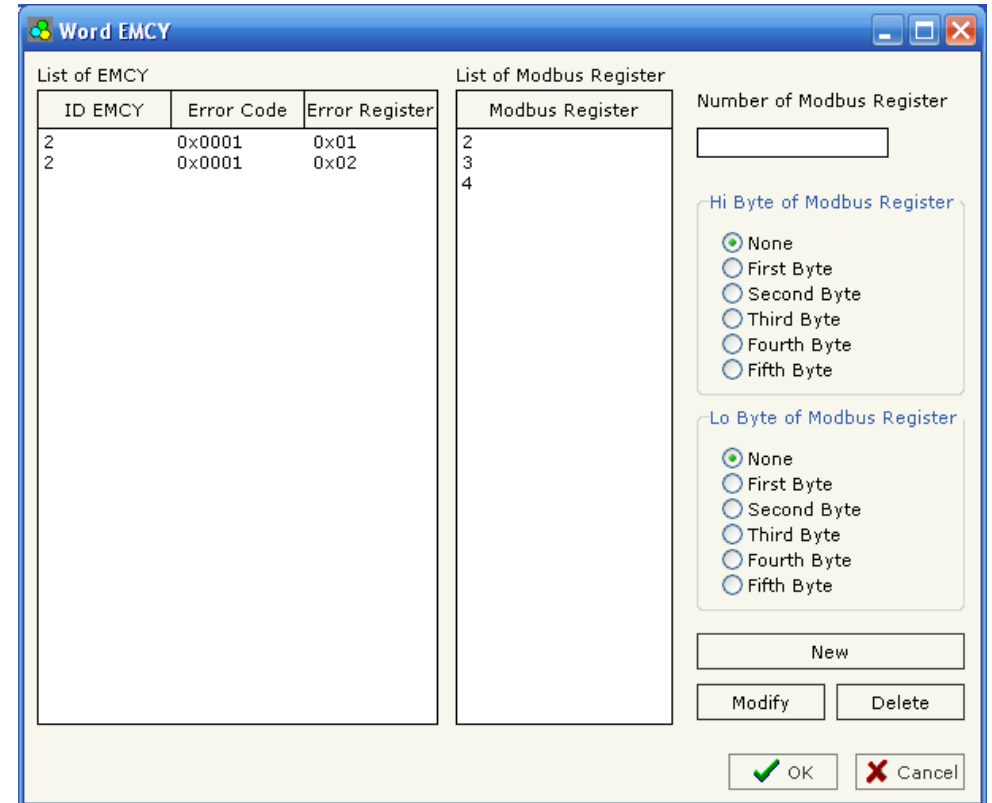 Word EMCY
List of EMCY
ID EMCY Error Code Error Register
2 0x0001 0x01
2 0x0001 0x02
List of Modbus Register
Modbus Register
2
3
4
Number of Modbus Register
Hi Byte of Modbus Register
None
First Byte
Second Byte
Third Byte
Fourth Byte
Fifth Byte
Lo Byte of Modbus Register
None
First Byte
Second Byte
Third Byte
Fourth Byte
Fifth Byte
New
Modify Delete
OK Cancel